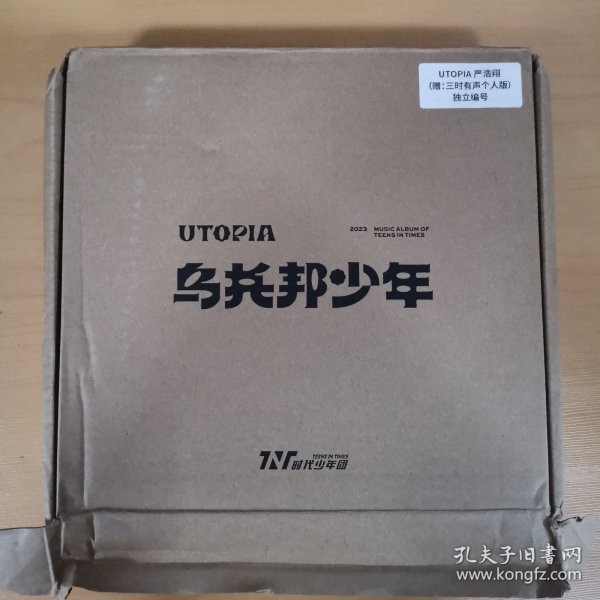 UTOPIA 严浩翔
(赠:三时有声个人版)
独立编号
UTOPIA
2023 MUSIC ALBUM OF
TEENS IN TIMES
乌托邦少年
TNT TEENS IN TIMES
时代少年团
孔夫子旧书网
www.kongfz.com